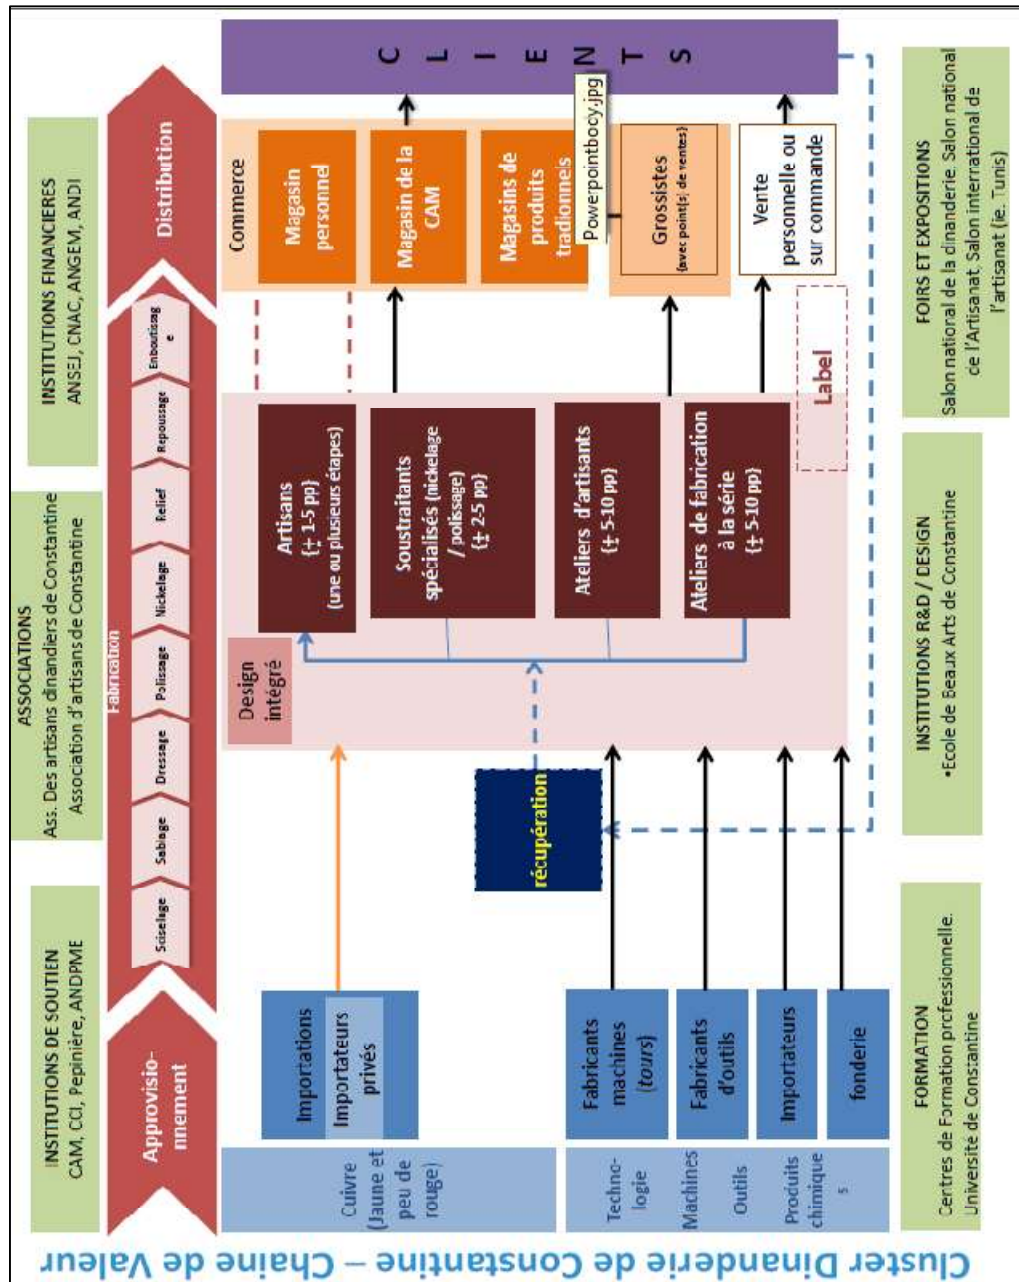 Cluster Dinanderie de Constantine – Chaine de Valeur
INSTITUTIONS DE SOUTIEN
CAM, CCI, Pepinière, ANDPME
ASSOCIATIONS
Ass. Des artisans dinandiers de Constantine
Association d'artisans de Constantine
INSTITUTIONS FINANCIERES
ANSEJ, CNAC, ANGEM, ANDI
Approvisio-
nnement
Fabrication
Sciselage
Sablage
Dressage
Polissage
Nickelage
Relief
Repoussage
Enboutissag
e
Distribution
Cuivre
(Jaune et
peu de
rouge)
Importations
Importateurs
privés
Techno-
logie
Machines
Outils
Produits
chimique
s
Fabricants
machines
(tours)
Fabricants
d'outils
Importateurs
fonderie
récupération
Design
intégré
Artisans
{+ 1-5 pp}
(une ou plusieurs étapes)
Soustraitants
spécialisés (nickelage
/ polissage)
{+ 2-5 pp}
Ateliers d'artisants
{+ 5-10 pp}
Ateliers de fabrication
à la série
{+ 5-10 pp}
Label
Commerce
Magasin
personnel
Magasin de la
CAM
Magasins de
produits
tradionnels
Powerpointbody.jpg
Grossistes
{avec point[s] de ventes}
Vente
personnelle ou
sur commande
CLIENTS
FORMATION
Centres de Formation professionnelle.
Université de Constantine
INSTITUTIONS R&D / DESIGN
•Ecole de Beaux Arts de Constantine
FOIRS ET EXPOSITIONS
Salon national de la dinanderie. Salon national
de l'Artisanat, Salon international de
l'artisanat (ie. Tunis)